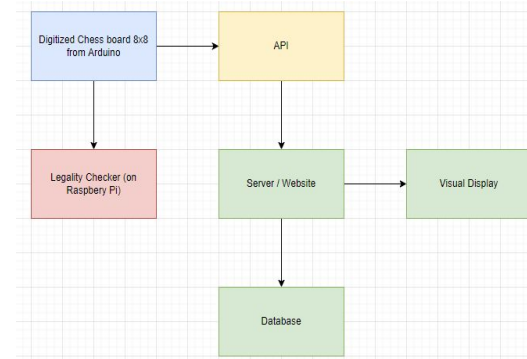 Digitized Chess board 8x8
from Arduino
API
Legality Checker (on
Raspbery Pi)
Server / Website
Visual Display
Database